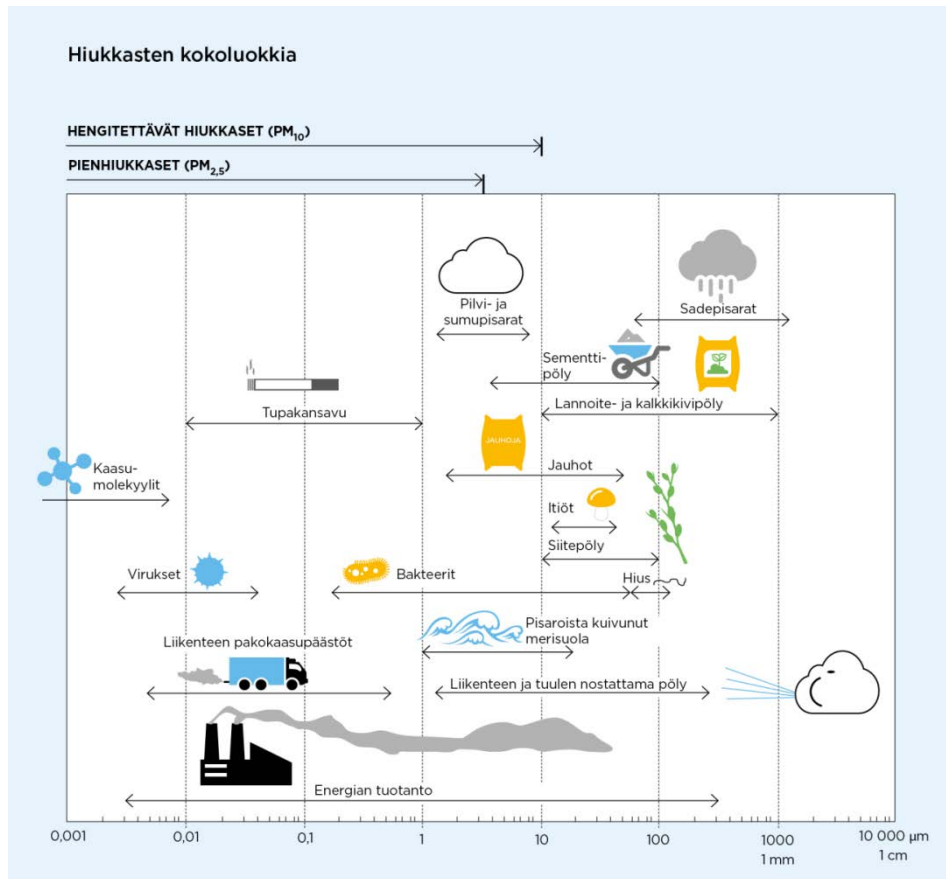 Hiukkasten kokoluokkia
HENGITETTÄVÄT HIUKKASET (PM₁₀)
PIENHIUKKASET (PM₂,₅)
Pilvi- ja
sumupisarat
Sadepisarat
Sementti-
pöly
Tupakansavu
Lannoite- ja kalkkikivipöly
JAUHOJA
Kaasu-
molekyylit
Jauhot
Itiöt
Siitepöly
Virukset
Bakteerit
Hius
Liikenteen pakokaasupäästöt
Pisaroista kuivunut
merisuola
Liikenteen ja tuulen nostattama pöly
Energian tuotanto
0,001 0,01 0,1 1 10 100 1000 10 000 µm
1 mm 1 cm